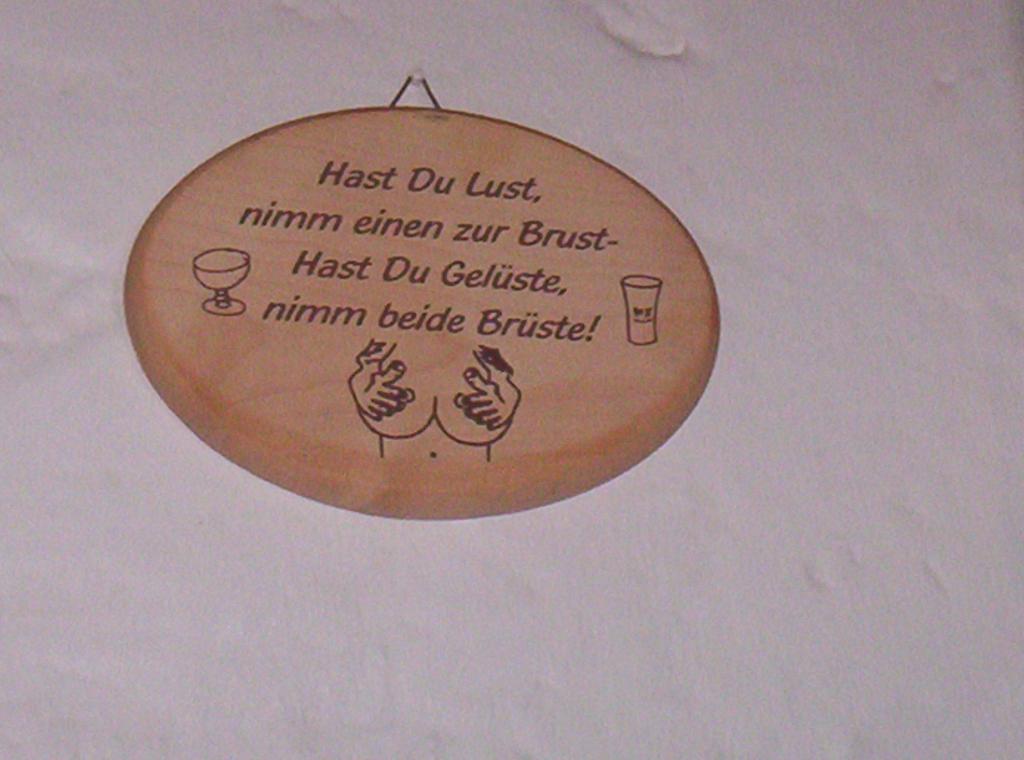 Hast Du Lust,
nimm einen zur Brust-
Hast Du Gelüste,
nimm beide Brüste!